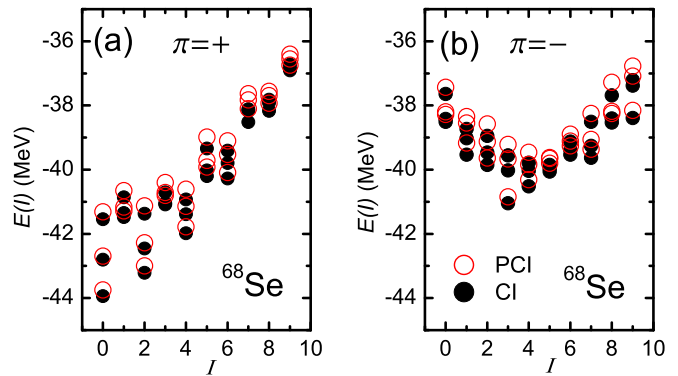 (a) π=+
E(I) (MeV)
-36
-38
-40
-42
-44
⁶⁸Se
0 2 4 6 8 10
I
(b) π=−
E(I) (MeV)
-36
-38
-40
-42
-44
PCI
CI
⁶⁸Se
0 2 4 6 8 10
I